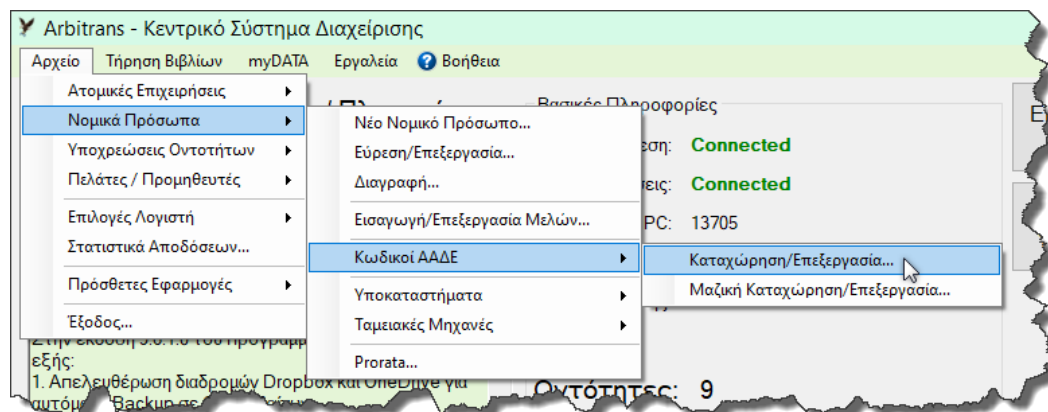 Arbitrans - Κεντρικό Σύστημα Διαχείρισης
Αρχείο Τήρηση Βιβλίων myDATA Εργαλεία Βοήθεια
Ατομικές Επιχειρήσεις
Νομικά Πρόσωπα
Υποχρεώσεις Οντοτήτων
Πελάτες / Προμηθευτές
Επιλογές Λογιστή
Στατιστικά Αποδόσεων...
Πρόσθετες Εφαρμογές
Έξοδος...
Νέο Νομικό Πρόσωπο...
Εύρεση/Επεξεργασία...
Διαγραφή...
Εισαγωγή/Επεξεργασία Μελών...
Κωδικοί ΑΑΔΕ
Υποκαταστήματα
Ταμειακές Μηχανές
Prorata...
Καταχώρηση/Επεξεργασία...
Μαζική Καταχώρηση/Επεξεργασία...
Βασικές Πληροφορίες
Connected
Connected
PC: 13705
εξής:
1. Απελευθέρωση διαδρομών Dropbox και OneDrive για
Οντότητες: 9